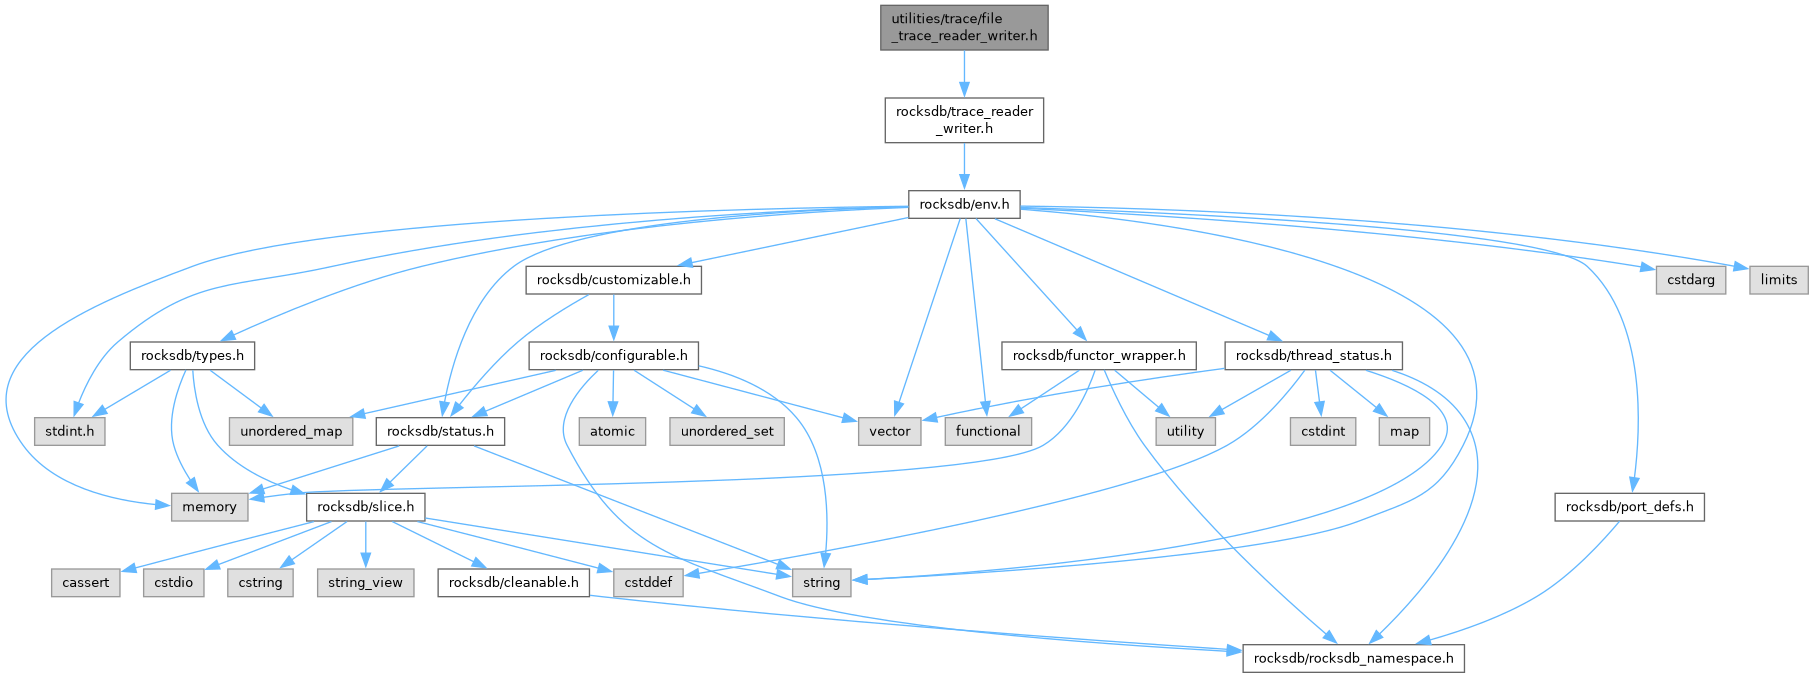 utilities/trace/file
_trace_reader_writer.h
rocksdb/trace_reader
_writer.h
rocksdb/env.h
rocksdb/customizable.h
cstdarg
limits
rocksdb/types.h
rocksdb/configurable.h
rocksdb/functor_wrapper.h
rocksdb/thread_status.h
stdint.h
unordered_map
rocksdb/status.h
atomic
unordered_set
vector
functional
utility
cstdint
map
memory
rocksdb/slice.h
rocksdb/port_defs.h
cassert
cstdio
cstring
string_view
rocksdb/cleanable.h
cstddef
string
rocksdb/rocksdb_namespace.h